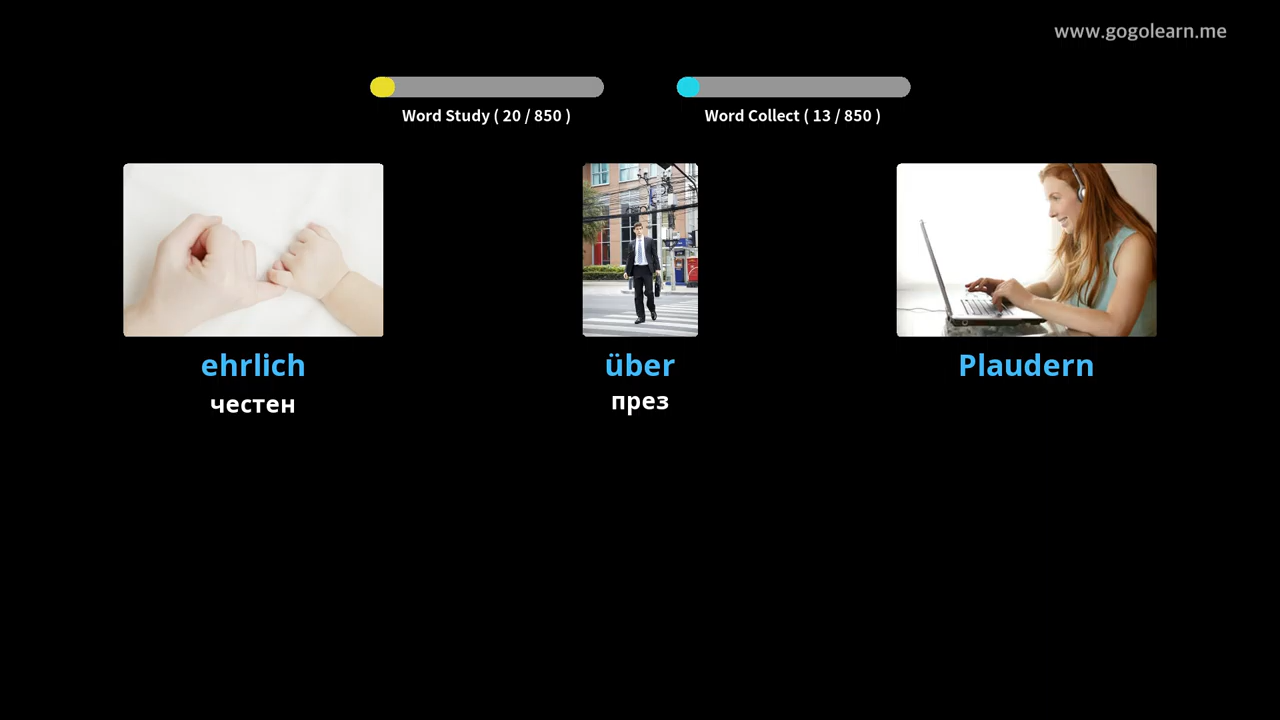 www.gogolearn.me
Word Study ( 20 / 850 )
Word Collect ( 13 / 850 )
ehrlich
über
Plaudern
честен
през